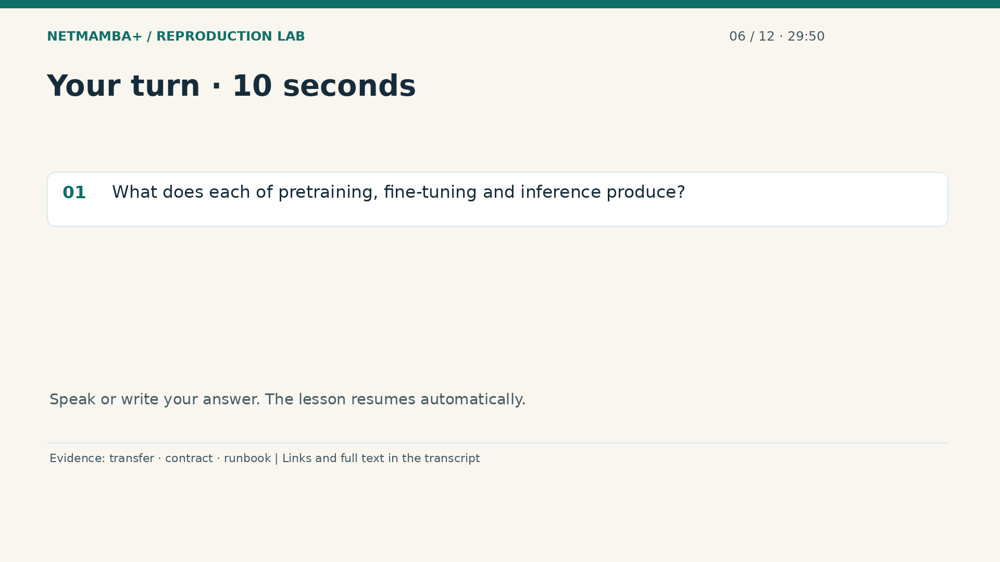 NETMAMBA+ / REPRODUCTION LAB
06 / 12 · 29:50
Your turn · 10 seconds
01 What does each of pretraining, fine-tuning and inference produce?
Speak or write your answer. The lesson resumes automatically.
Evidence: transfer · contract · runbook | Links and full text in the transcript